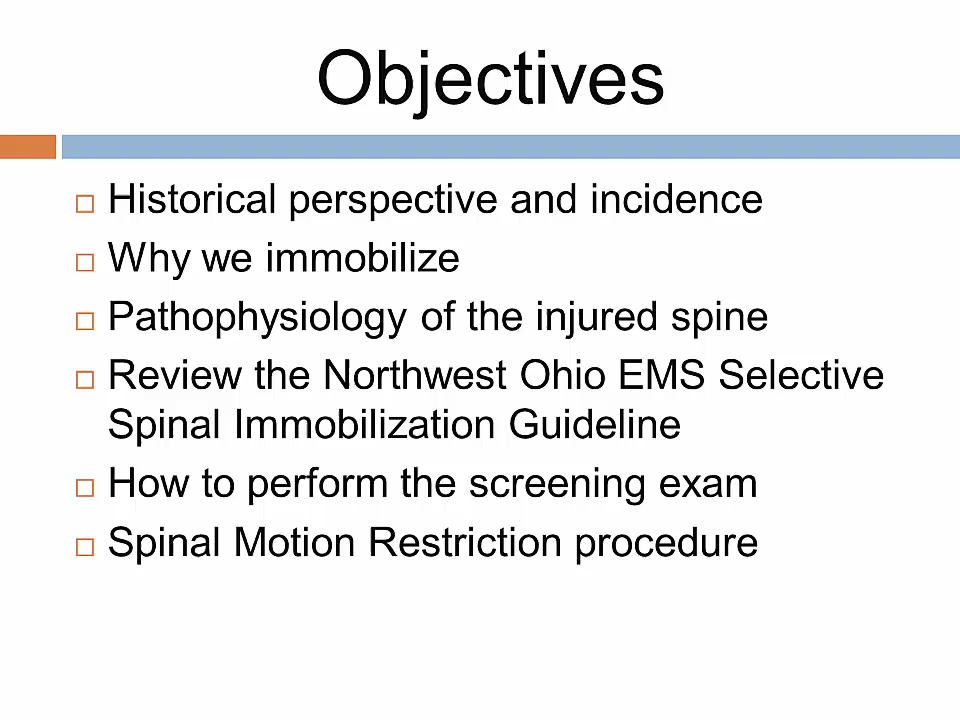 Objectives
Historical perspective and incidence
Why we immobilize
Pathophysiology of the injured spine
Review the Northwest Ohio EMS Selective
Spinal Immobilization Guideline
How to perform the screening exam
Spinal Motion Restriction procedure